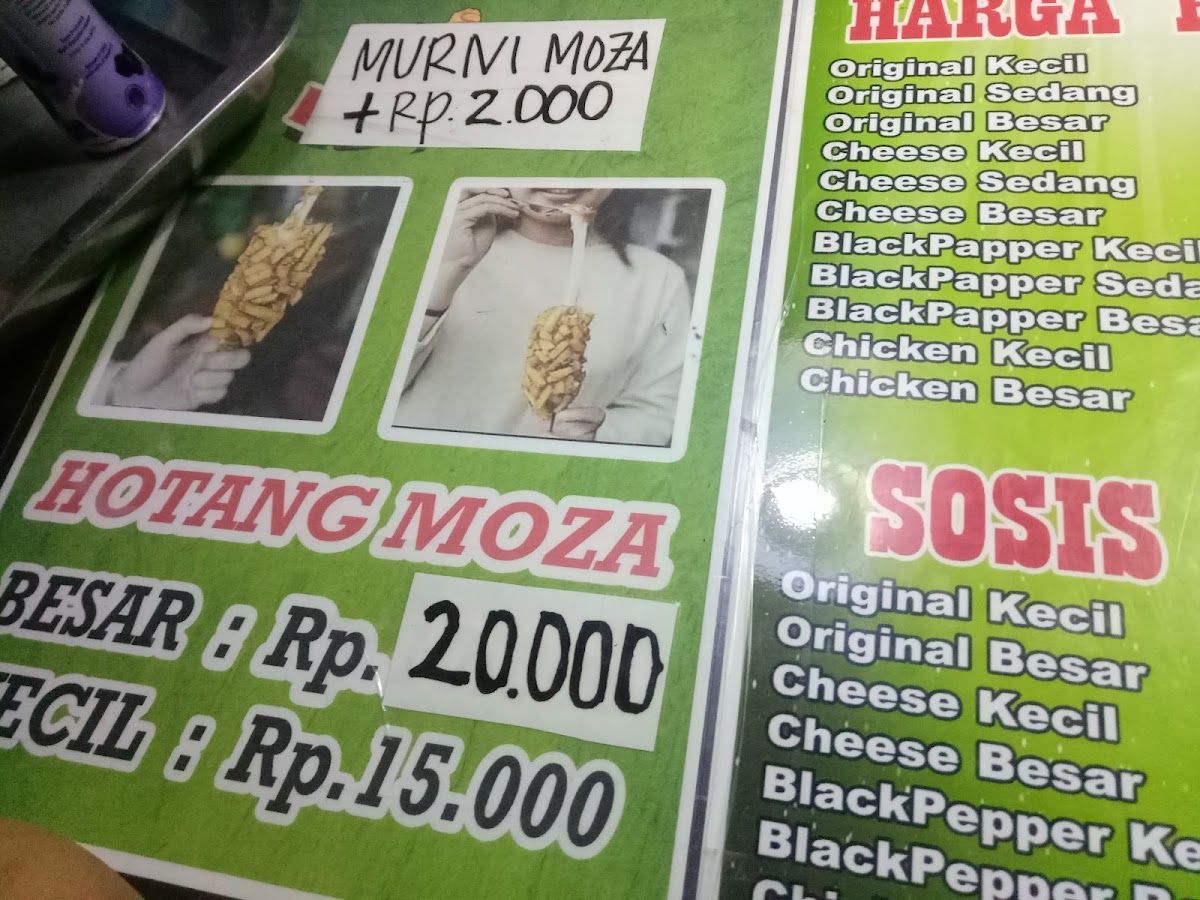 MURNI MOZA
+ Rp. 2.000
HOTANG MOZA
BESAR : Rp. 20.000
KECIL : Rp.15.000
HARGA
Original Kecil
Original Sedang
Original Besar
Cheese Kecil
Cheese Sedang
Cheese Besar
BlackPapper Kecil
BlackPapper Seda
BlackPapper Besa
Chicken Kecil
Chicken Besar
SOSIS
Original Kecil
Original Besar
Cheese Kecil
Cheese Besar
BlackPepper Ke
BlackPepper